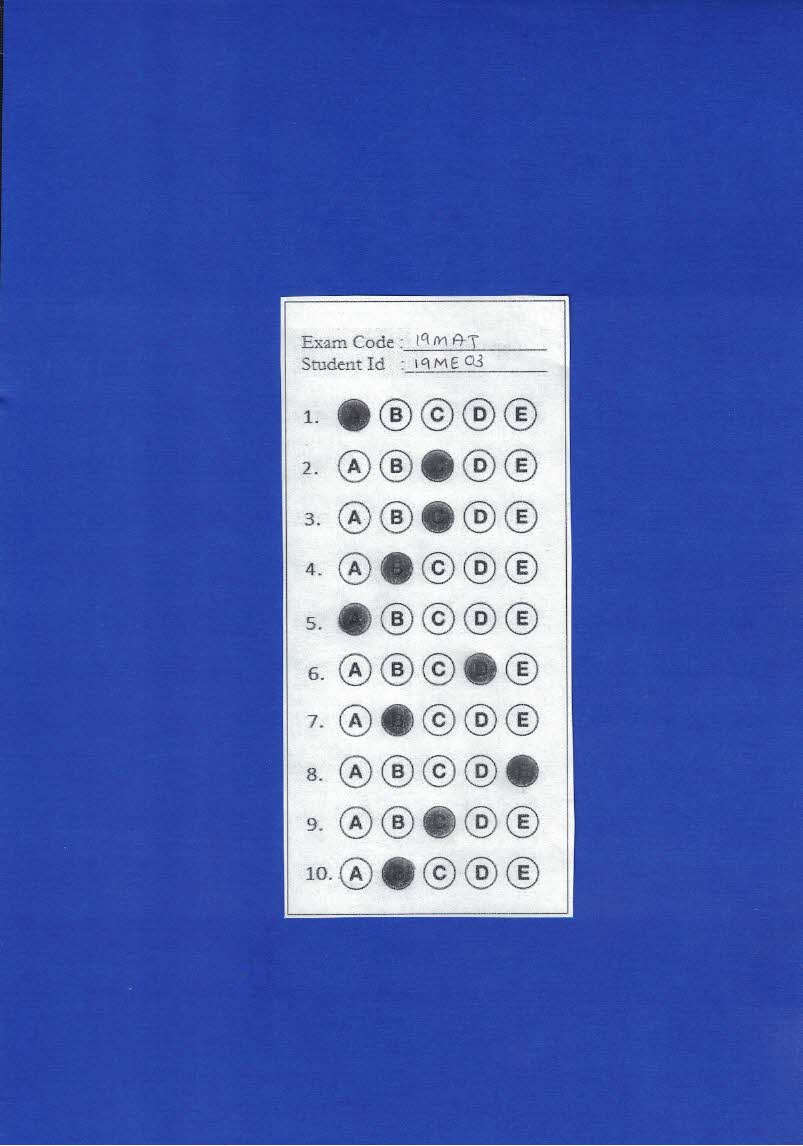 Exam Code : 19MAT
Student Id : 19ME03
1. A B C D E
2. A B C D E
3. A B C D E
4. A B C D E
5. A B C D E
6. A B C D E
7. A B C D E
8. A B C D E
9. A B C D E
10. A B C D E